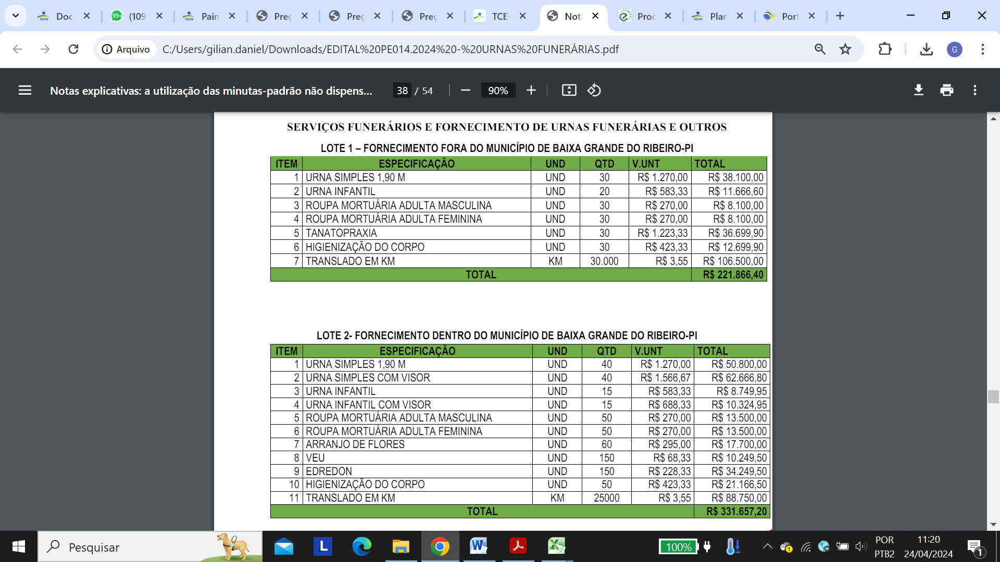 Doc
99+
(109
Pain
Preç
Preç
Preç
TCE-
Not
Proc
Plan
Port
Arquivo
C:/Users/gilian.daniel/Downloads/EDITAL%20PE014.2024%20-%20URNAS%20FUNERÁRIAS.pdf
G
Notas explicativas: a utilização das minutas-padrão não dispens...
38 / 54
90%
SERVIÇOS FUNERÁRIOS E FORNECIMENTO DE URNAS FUNERÁRIAS E OUTROS
LOTE 1 – FORNECIMENTO FORA DO MUNICÍPIO DE BAIXA GRANDE DO RIBEIRO-PI
ITEM ESPECIFICAÇÃO UND QTD V.UNT TOTAL
1 URNA SIMPLES 1,90 M UND 30 R$ 1.270,00 R$ 38.100,00
2 URNA INFANTIL UND 20 R$ 583,33 R$ 11.666,60
3 ROUPA MORTUÁRIA ADULTA MASCULINA UND 30 R$ 270,00 R$ 8.100,00
4 ROUPA MORTUÁRIA ADULTA FEMININA UND 30 R$ 270,00 R$ 8.100,00
5 TANATOPRAXIA UND 30 R$ 1.223,33 R$ 36.699,90
6 HIGIENIZAÇÃO DO CORPO UND 30 R$ 423,33 R$ 12.699,90
7 TRANSLADO EM KM KM 30.000 R$ 3,55 R$ 106.500,00
TOTAL R$ 221.866,40
LOTE 2- FORNECIMENTO DENTRO DO MUNICÍPIO DE BAIXA GRANDE DO RIBEIRO-PI
ITEM ESPECIFICAÇÃO UND QTD V.UNT TOTAL
1 URNA SIMPLES 1,90 M UND 40 R$ 1.270,00 R$ 50.800,00
2 URNA SIMPLES COM VISOR UND 40 R$ 1.566,67 R$ 62.666,80
3 URNA INFANTIL UND 15 R$ 583,33 R$ 8.749,95
4 URNA INFANTIL COM VISOR UND 15 R$ 688,33 R$ 10.324,95
5 ROUPA MORTUÁRIA ADULTA MASCULINA UND 50 R$ 270,00 R$ 13.500,00
6 ROUPA MORTUÁRIA ADULTA FEMININA UND 50 R$ 270,00 R$ 13.500,00
7 ARRANJO DE FLORES UND 60 R$ 295,00 R$ 17.700,00
8 VEU UND 150 R$ 68,33 R$ 10.249,50
9 EDREDON UND 150 R$ 228,33 R$ 34.249,50
10 HIGIENIZAÇÃO DO CORPO UND 50 R$ 423,33 R$ 21.166,50
11 TRANSLADO EM KM KM 25000 R$ 3,55 R$ 88.750,00
TOTAL R$ 331.657,20
Pesquisar
L
100%
POR
PTB2
11:20
24/04/2024
1